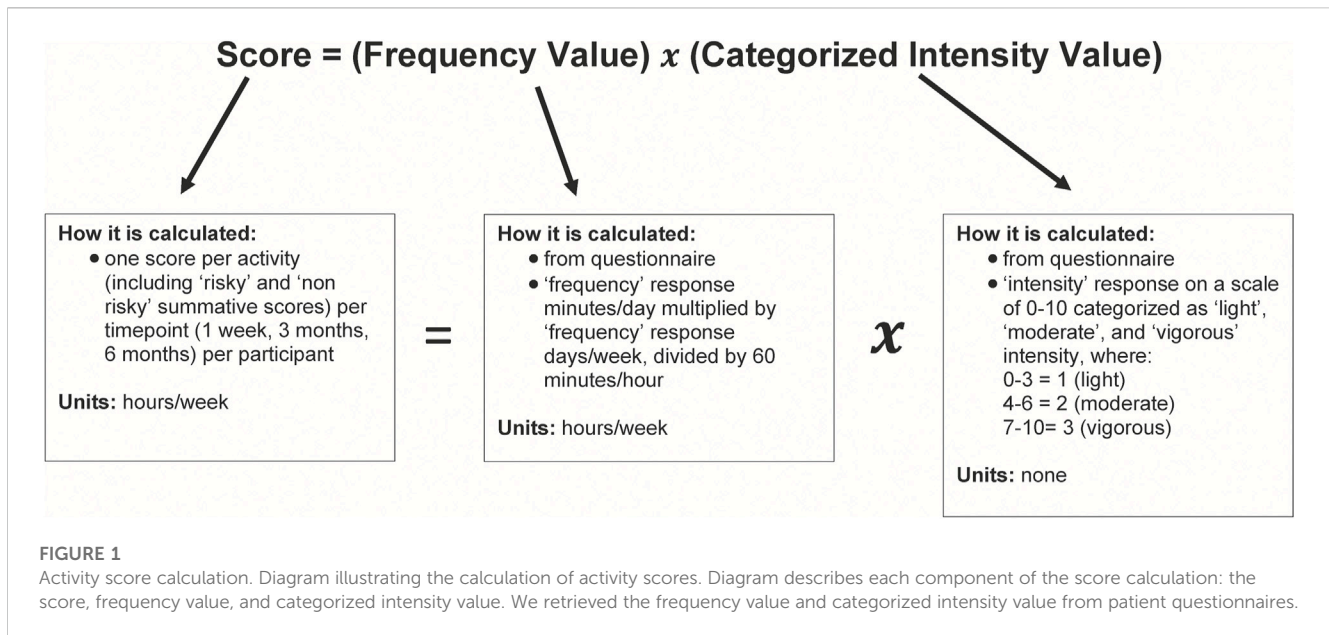 Score = (Frequency Value) x (Categorized Intensity Value)
How it is calculated:
● one score per activity
(including ‘risky’ and ‘non
risky’ summative scores) per
timepoint (1 week, 3 months,
6 months) per participant
Units: hours/week
=
How it is calculated:
● from questionnaire
● ‘frequency’ response
minutes/day multiplied by
‘frequency’ response
days/week, divided by 60
minutes/hour
Units: hours/week
x
How it is calculated:
● from questionnaire
● ‘intensity’ response on a scale
of 0-10 categorized as ‘light’,
‘moderate’, and ‘vigorous’
intensity, where:
0-3 = 1 (light)
4-6 = 2 (moderate)
7-10= 3 (vigorous)
Units: none
FIGURE 1
Activity score calculation. Diagram illustrating the calculation of activity scores. Diagram describes each component of the score calculation: the
score, frequency value, and categorized intensity value. We retrieved the frequency value and categorized intensity value from patient questionnaires.